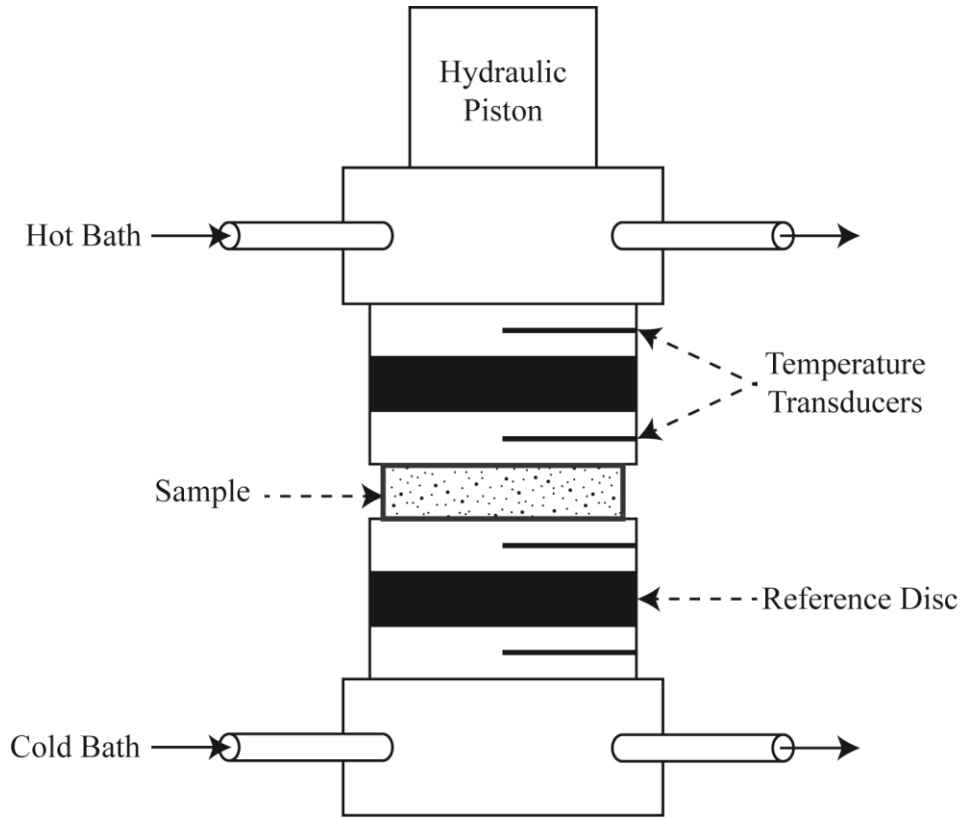 Hydraulic
Piston
Hot Bath
Temperature
Transducers
Sample
Reference Disc
Cold Bath